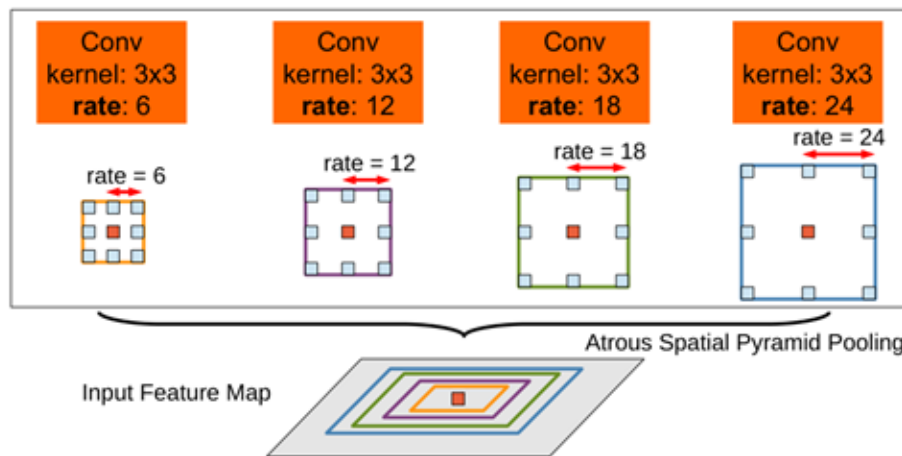 Conv
kernel: 3x3
rate: 6
Conv
kernel: 3x3
rate: 12
Conv
kernel: 3x3
rate: 18
Conv
kernel: 3x3
rate: 24
rate = 6
rate = 12
rate = 18
rate = 24
Atrous Spatial Pyramid Pooling
Input Feature Map